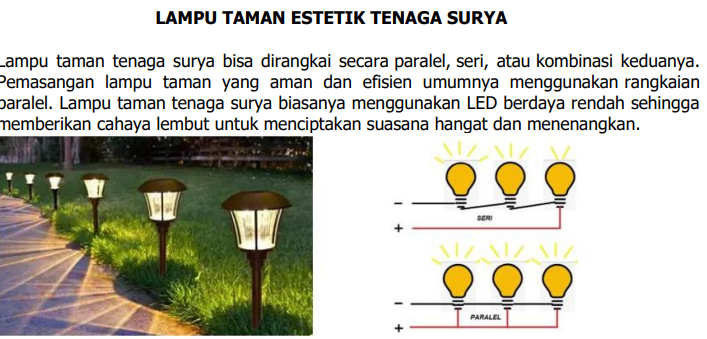 LAMPU TAMAN ESTETIK TENAGA SURYA
Lampu taman tenaga surya bisa dirangkai secara paralel, seri, atau kombinasi keduanya.
Pemasangan lampu taman yang aman dan efisien umumnya menggunakan rangkaian
paralel. Lampu taman tenaga surya biasanya menggunakan LED berdaya rendah sehingga
memberikan cahaya lembut untuk menciptakan suasana hangat dan menenangkan.
–
SERI
+
–
PARALEL
+